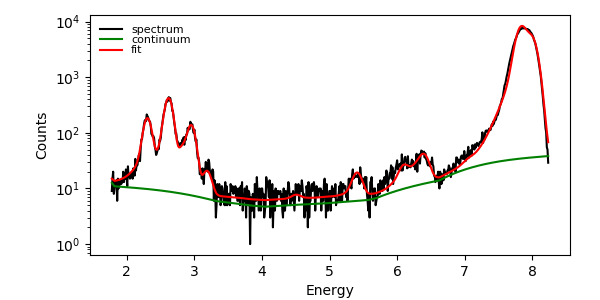 10⁴
10³
10²
10¹
10⁰
Counts
spectrum
continuum
fit
2 3 4 5 6 7 8
Energy